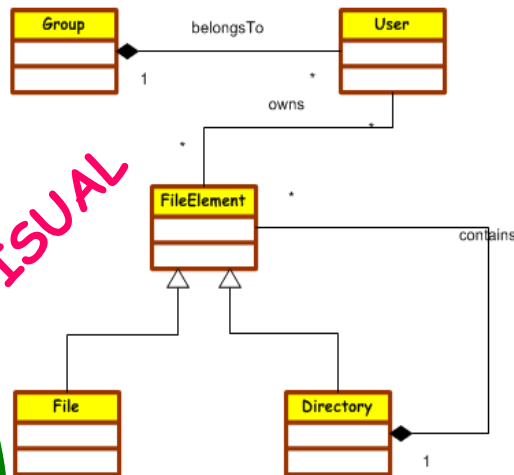 Group
belongsTo
User
1
*
owns
*
*
FileElement
*
ISUAL
contains
File
Directory
1